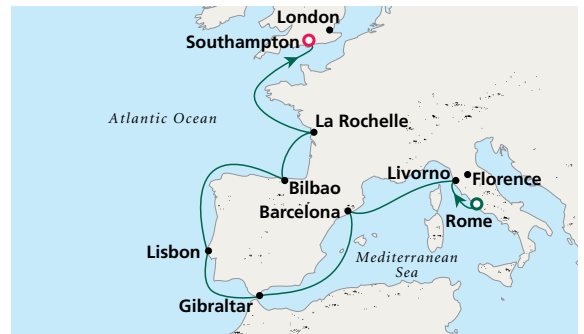 London
Southampton
Atlantic Ocean
La Rochelle
Livorno
Florence
Bilbao
Barcelona
Rome
Lisbon
Mediterranean
Sea
Gibraltar